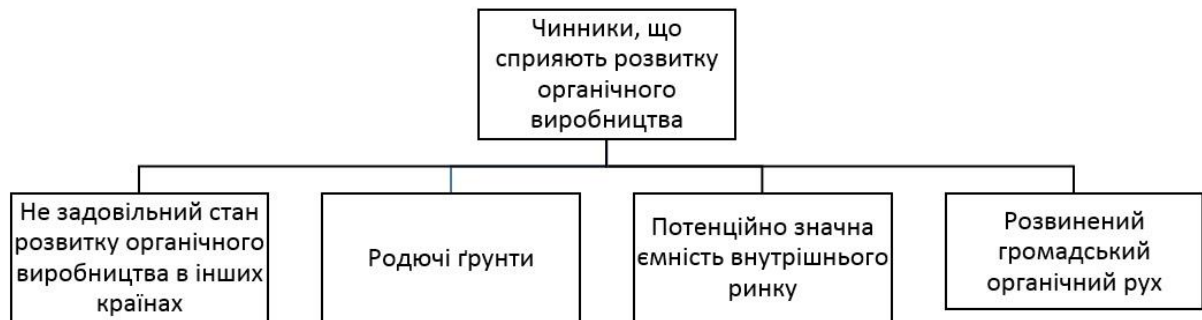 Чинники, що
сприяють розвитку
органічного
виробництва
Не задовільний стан
розвитку органічного
виробництва в інших
країнах
Родючі ґрунти
Потенційно значна
ємність внутрішнього
ринку
Розвинений
громадський
органічний рух